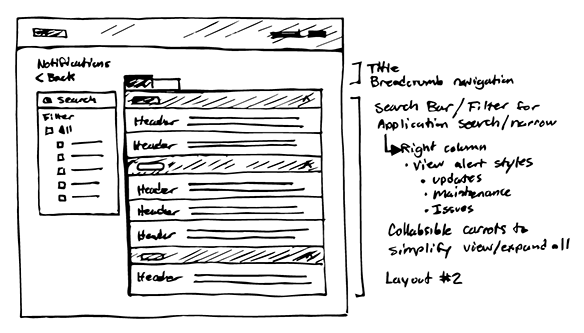 Notifications
< Back
Search
Filter
All
Header
Header
Header
Header
Header
Header
Title
Breadcrumb navigation
Search Bar/Filter for
Application Search/narrow
Right column
• View alert styles
• updates
• Maintenance
• Issues
Collabsible carrots to
simplify view/expand all
Layout #2